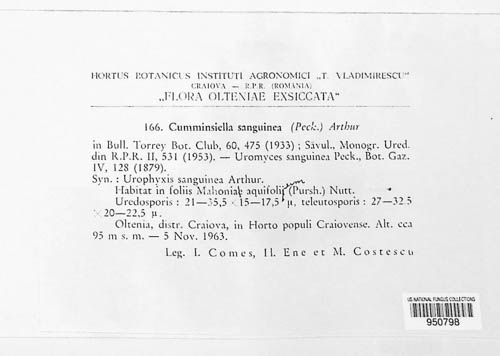 HORTUS BOTANICUS INSTITUTI AGRONOMICI „T. VLADIMIRESCU"
CRAIOVA — R.P.R. (ROMANIA)
„FLORA OLTENIAE EXSICCATA"
166. Cumminsiella sanguinea (Peck.) Arthur
in Bull. Torrey Bot. Club, 60, 475 (1933) ; Săvul., Monogr. Ured.
din R.P.R. II, 531 (1953). — Uromyces sanguinea Peck., Bot. Gaz.
IV, 128 (1879).
Syn. : Urophyxis sanguinea Arthur.
Habitat in foliis Mahoniae aquifolium (Pursh.) Nutt.
Uredosporis : 21—35,5 × 15—17,5 μ, teleutosporis : 27—32.5
× 20—22,5 μ.
Oltenia, distr. Craiova, in Horto populi Craiovense. Alt. cca
95 m s. m. — 5 Nov. 1963.
Leg. I. Comes, Il. Ene et M. Costescu
US NATIONAL FUNGUS COLLECTIONS
950798